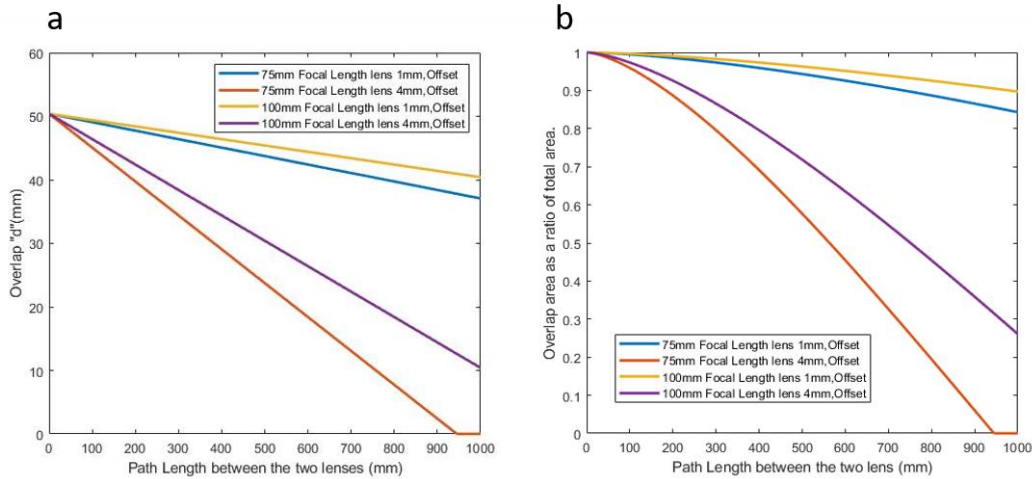 a
60
50
40
30
20
10
0
Overlap "d"(mm)
75mm Focal Length lens 1mm,Offset
75mm Focal Length lens 4mm,Offset
100mm Focal Length lens 1mm,Offset
100mm Focal Length lens 4mm,Offset
0 100 200 300 400 500 600 700 800 900 1000
Path Length between the two lenses (mm)
b
1
0.9
0.8
0.7
0.6
0.5
0.4
0.3
0.2
0.1
0
Overlap area as a ratio of total area.
75mm Focal Length lens 1mm,Offset
75mm Focal Length lens 4mm,Offset
100mm Focal Length lens 1mm,Offset
100mm Focal Length lens 4mm,Offset
0 100 200 300 400 500 600 700 800 900 1000
Path Length between the two lens (mm)